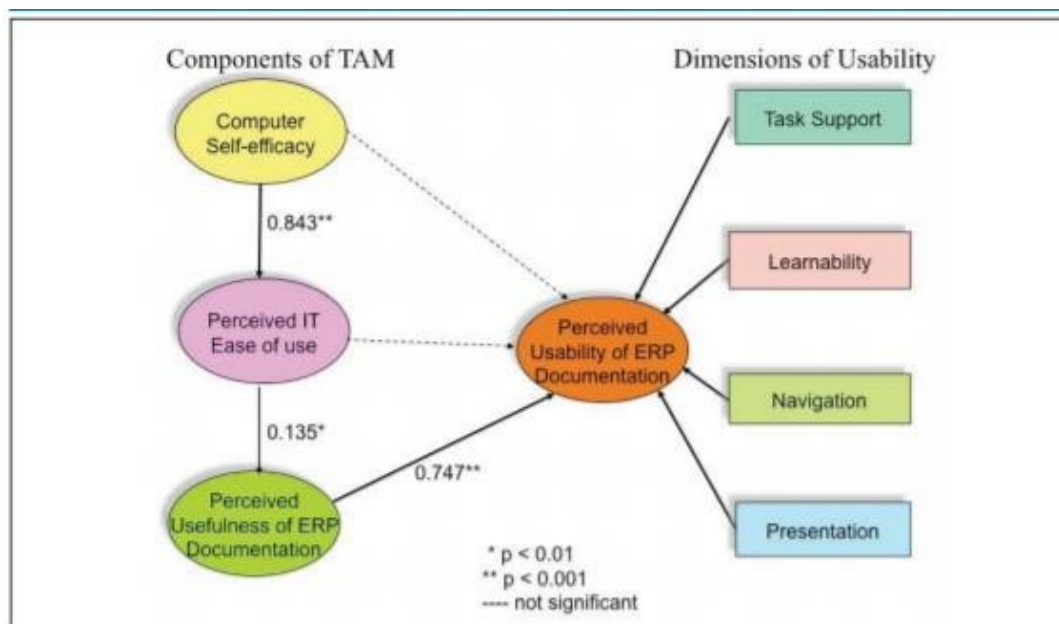 Components of TAM
Dimensions of Usability
Computer
Self-efficacy
Task Support
0.843**
Learnability
Perceived IT
Ease of use
Perceived
Usability of ERP
Documentation
Navigation
0.135*
0.747**
Perceived
Usefulness of ERP
Documentation
Presentation
* p < 0.01
** p < 0.001
---- not significant